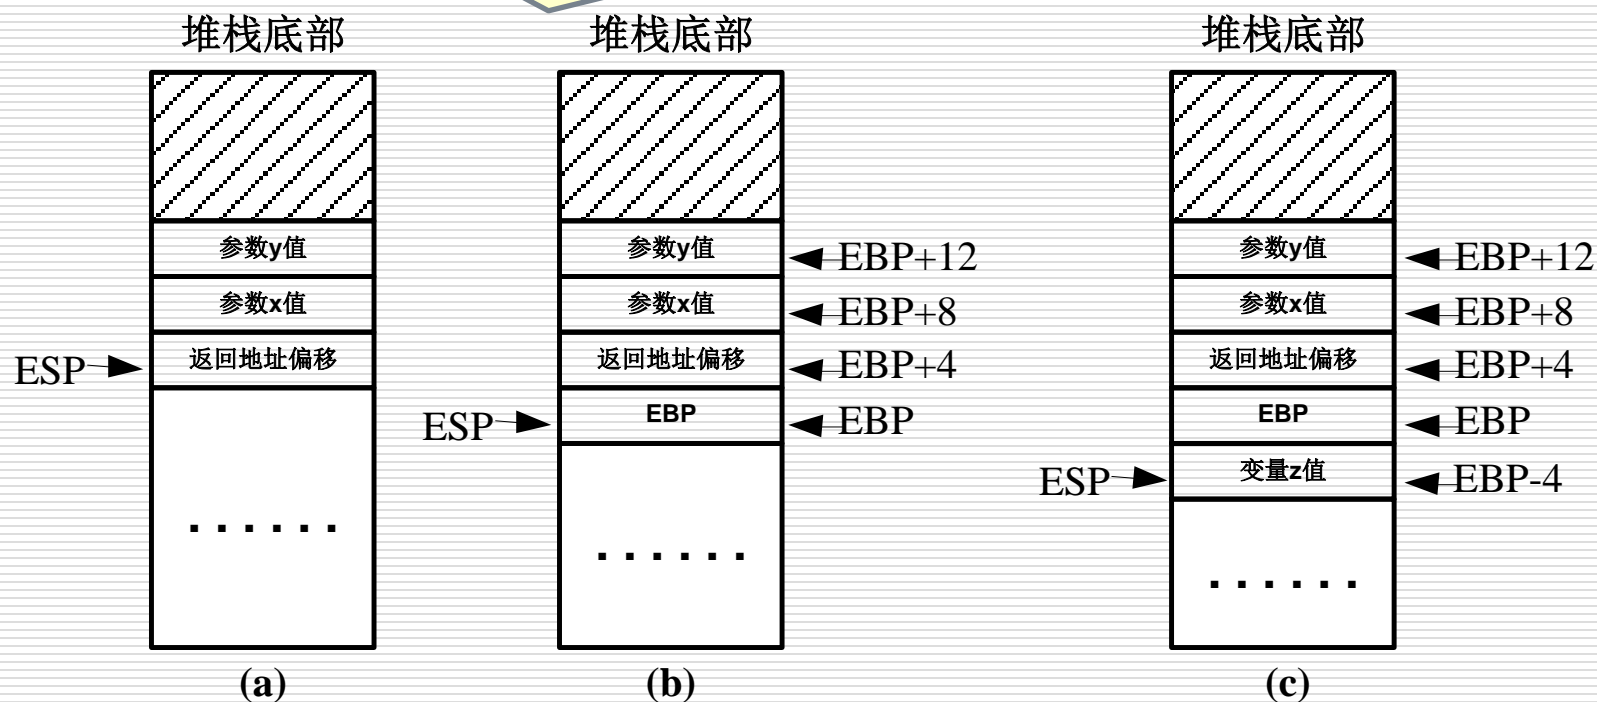 堆栈底部
参数y值
参数x值
ESP
返回地址偏移
······
(a)
堆栈底部
参数y值
EBP+12
参数x值
EBP+8
返回地址偏移
EBP+4
ESP
EBP
EBP
······
(b)
堆栈底部
参数y值
EBP+12
参数x值
EBP+8
返回地址偏移
EBP+4
EBP
EBP
ESP
变量z值
EBP-4
······
(c)